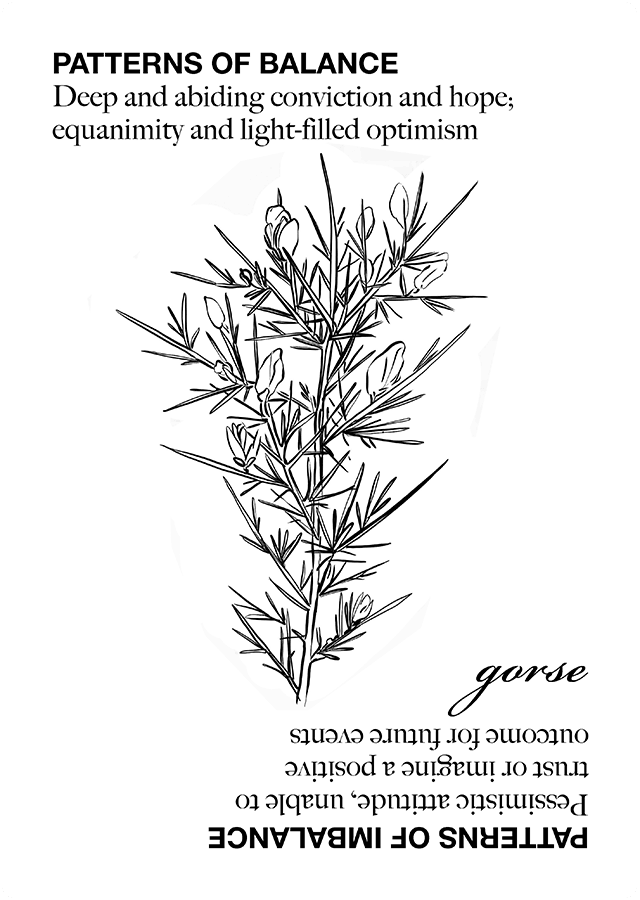 PATTERNS OF BALANCE
Deep and abiding conviction and hope;
equanimity and light-filled optimism
gorse
PATTERNS OF IMBALANCE
Pessimistic attitude, unable to
trust or imagine a positive
outcome for future events